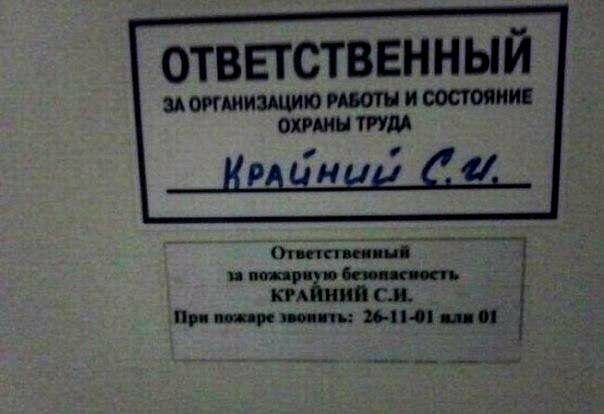 ОТВЕТСТВЕННЫЙ
ЗА ОРГАНИЗАЦИЮ РАБОТЫ И СОСТОЯНИЕ
ОХРАНЫ ТРУДА
КРАЙНИЙ С.И.
Ответственный
за пожарную безопасность
КРАЙНИЙ С.И.
При пожаре звонить: 26-11-01 или 01